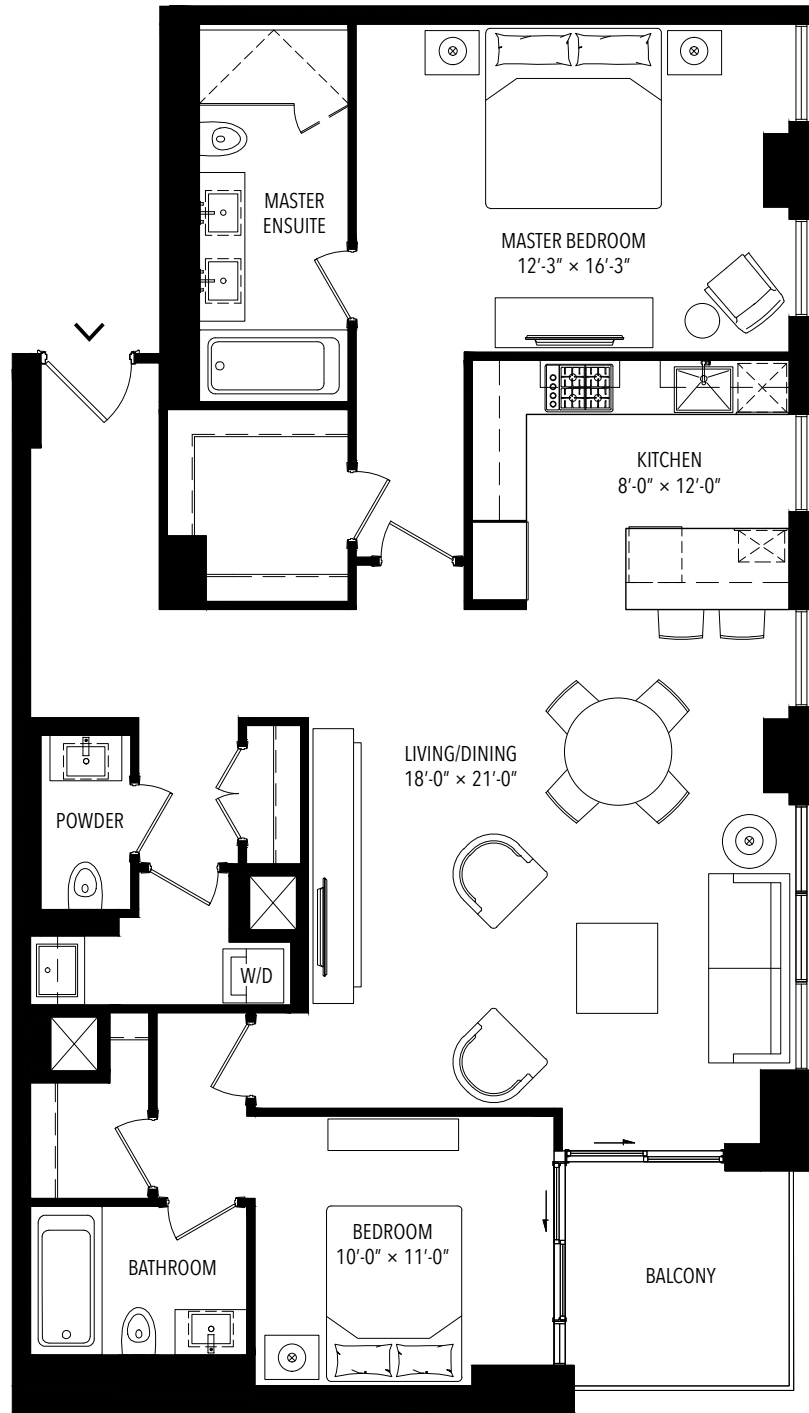 MASTER
ENSUITE
MASTER BEDROOM
12'-3" × 16'-3"
KITCHEN
8'-0" × 12'-0"
LIVING/DINING
18'-0" × 21'-0"
POWDER
W/D
BEDROOM
10'-0" × 11'-0"
BATHROOM
BALCONY